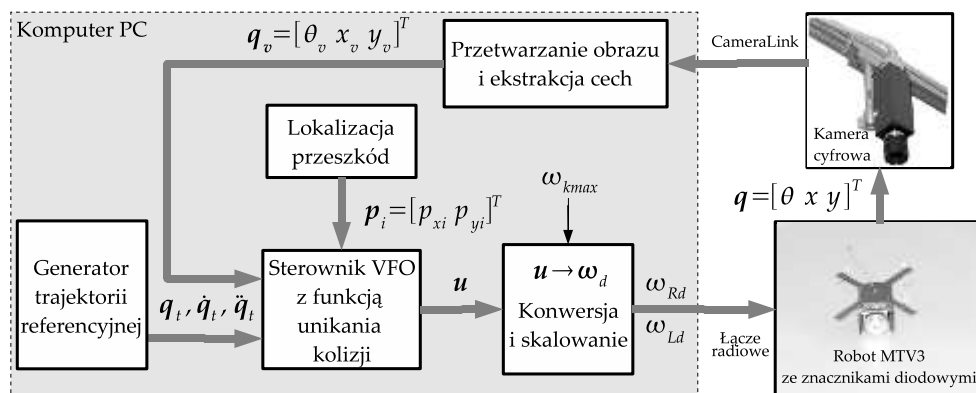 Komputer PC
q_v=[θ_v x_v y_v]^T
Przetwarzanie obrazu
i ekstrakcja cech
CameraLink
Kamera
cyfrowa
Lokalizacja
przeszkód
p_i=[p_xi p_yi]^T
ω_kmax
q=[θ x y]^T
Generator
trajektorii
referencyjnej
q_t, q̇_t, q̈_t
Sterownik VFO
z funkcją
unikania
kolizji
u
u→ω_d
Konwersja
i skalowanie
ω_Rd
ω_Ld
Łącze
radiowe
Robot MTV3
ze znacznikami diodowymi